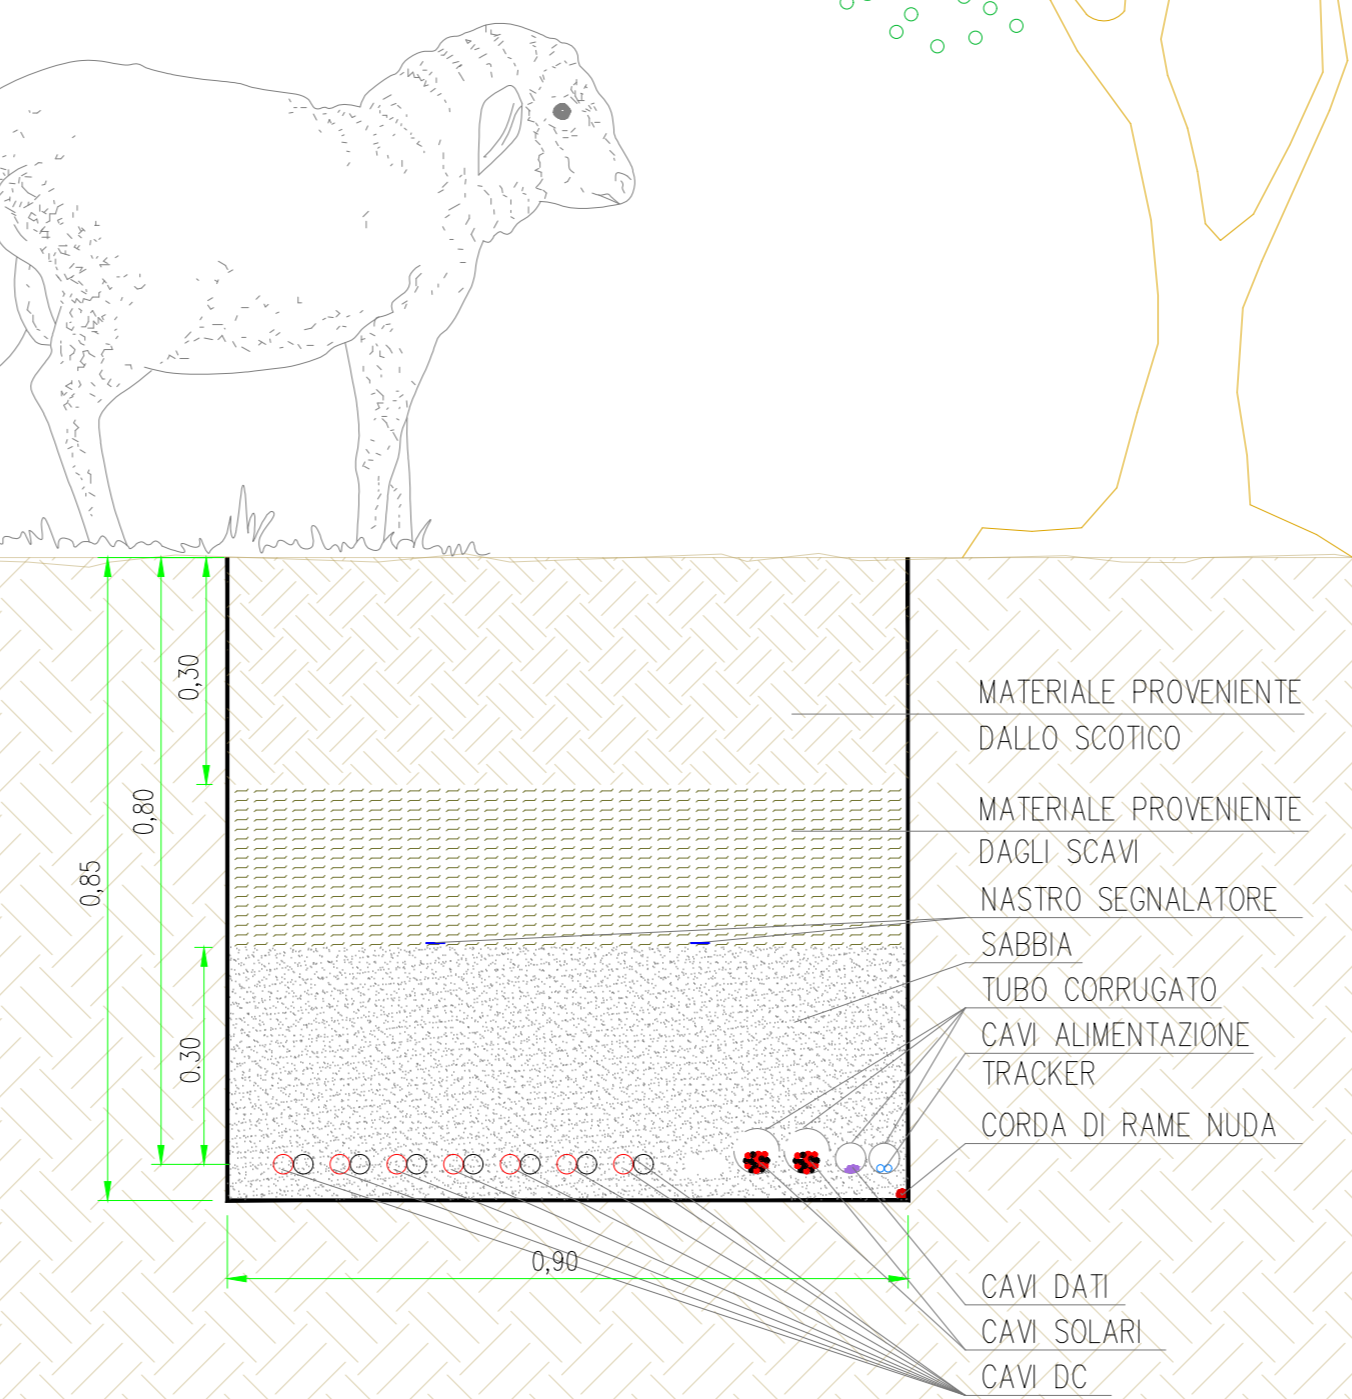 0,30
0,80
0,85
0.30
0,90
MATERIALE PROVENIENTE
DALLO SCOTICO
MATERIALE PROVENIENTE
DAGLI SCAVI
NASTRO SEGNALATORE
SABBIA
TUBO CORRUGATO
CAVI ALIMENTAZIONE
TRACKER
CORDA DI RAME NUDA
CAVI DATI
CAVI SOLARI
CAVI DC